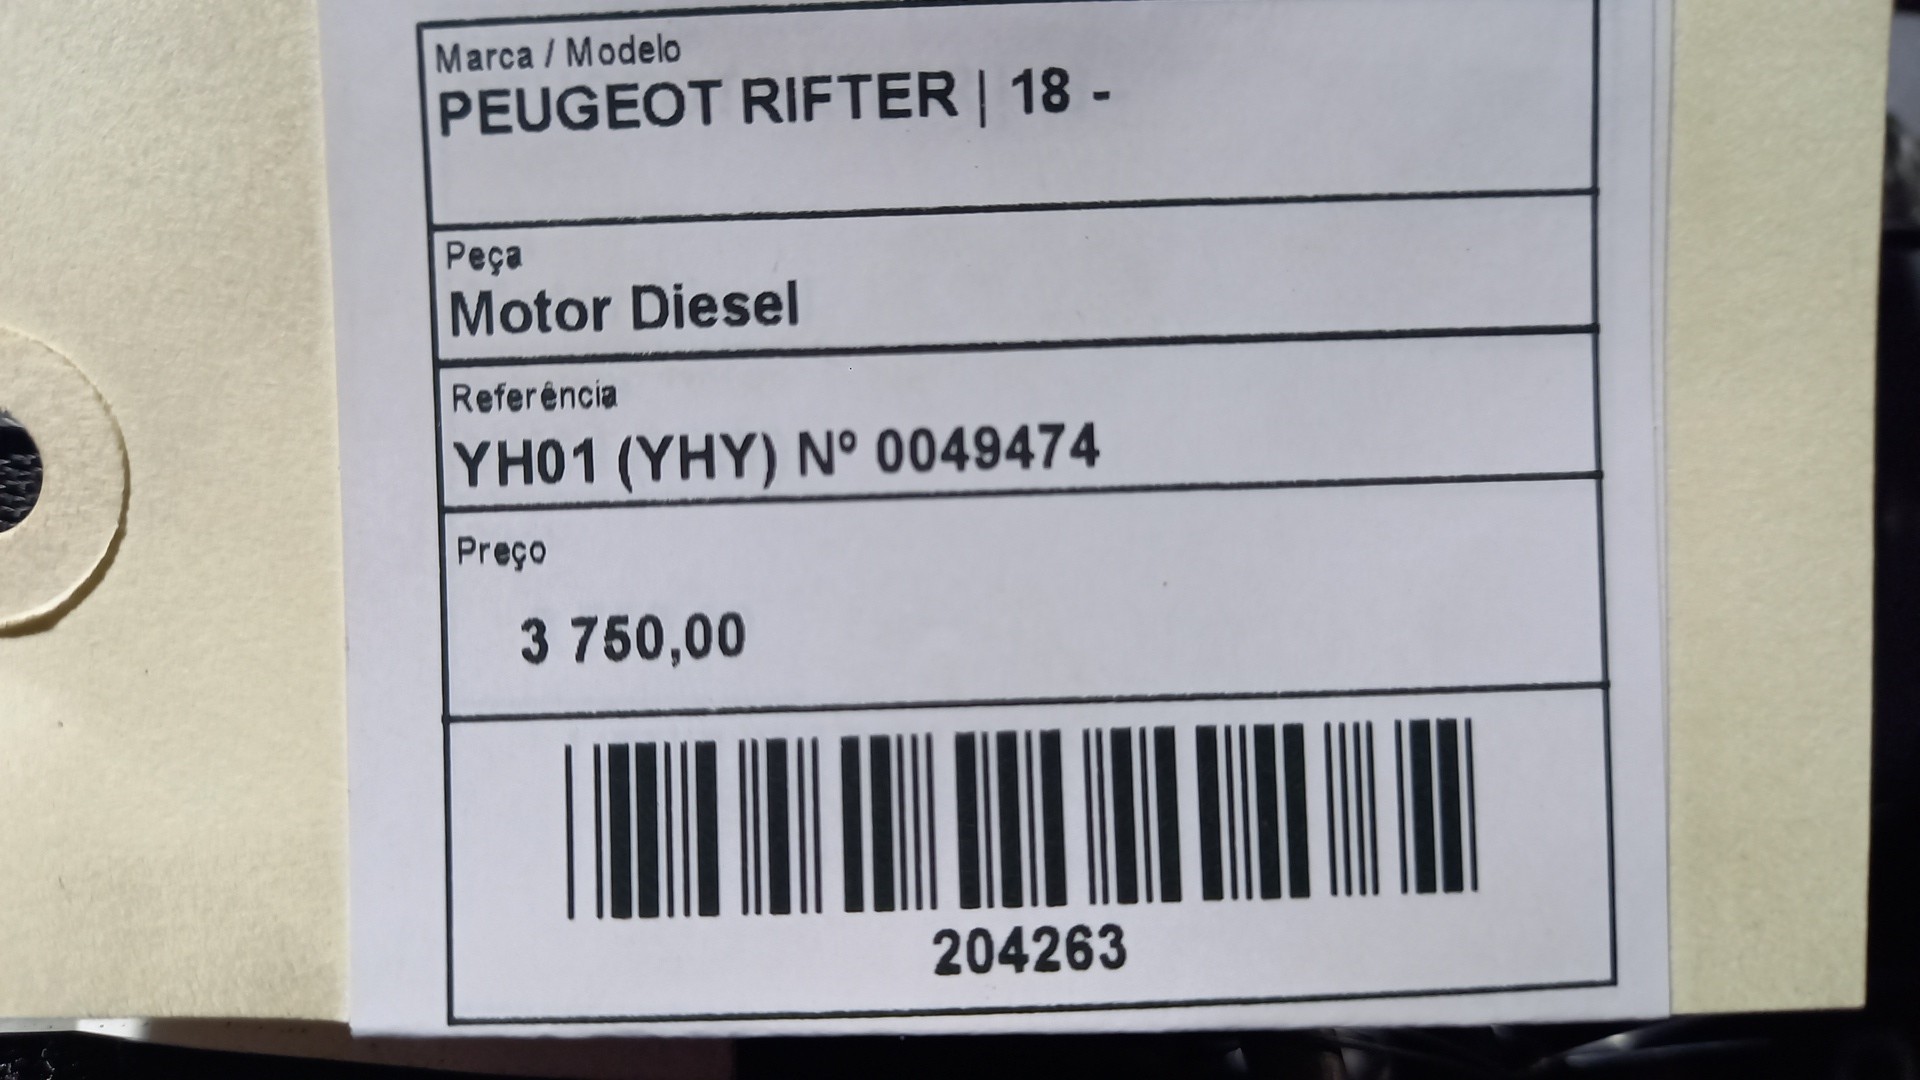 Marca / Modelo
PEUGEOT RIFTER | 18 -
Peça
Motor Diesel
Referência
YH01 (YHY) Nº 0049474
Preço
3 750,00
204263